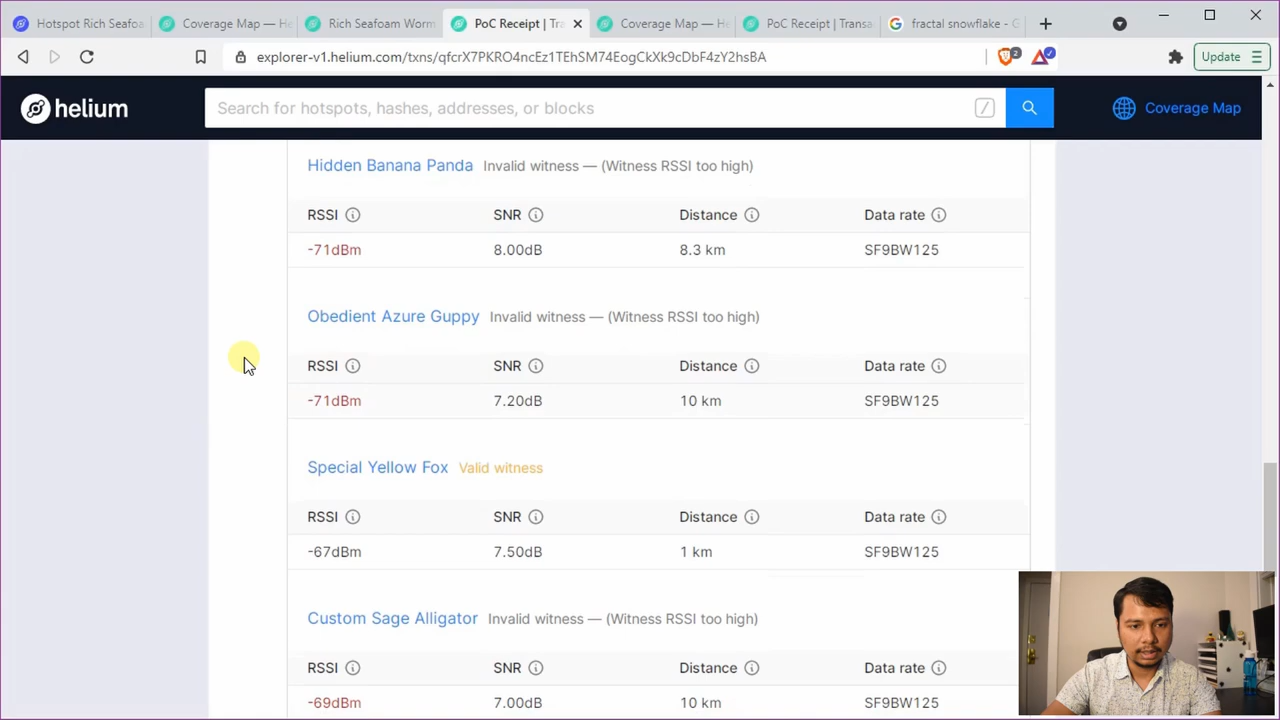 Hotspot Rich Seafoa
Coverage Map — He
Rich Seafoam Worm
PoC Receipt | Tra
Coverage Map — He
PoC Receipt | Transa
fractal snowflake - G
explorer-v1.helium.com/txns/qfcrX7PKRO4ncEz1TEhSM74EogCkXk9cDbF4zY2hsBA
2
Update
helium
Search for hotspots, hashes, addresses, or blocks
/
Coverage Map
Hidden Banana Panda Invalid witness — (Witness RSSI too high)
RSSI SNR Distance Data rate
-71dBm 8.00dB 8.3 km SF9BW125
Obedient Azure Guppy Invalid witness — (Witness RSSI too high)
RSSI SNR Distance Data rate
-71dBm 7.20dB 10 km SF9BW125
Special Yellow Fox Valid witness
RSSI SNR Distance Data rate
-67dBm 7.50dB 1 km SF9BW125
Custom Sage Alligator Invalid witness — (Witness RSSI too high)
RSSI SNR Distance Data rate
-69dBm 7.00dB 10 km SF9BW125